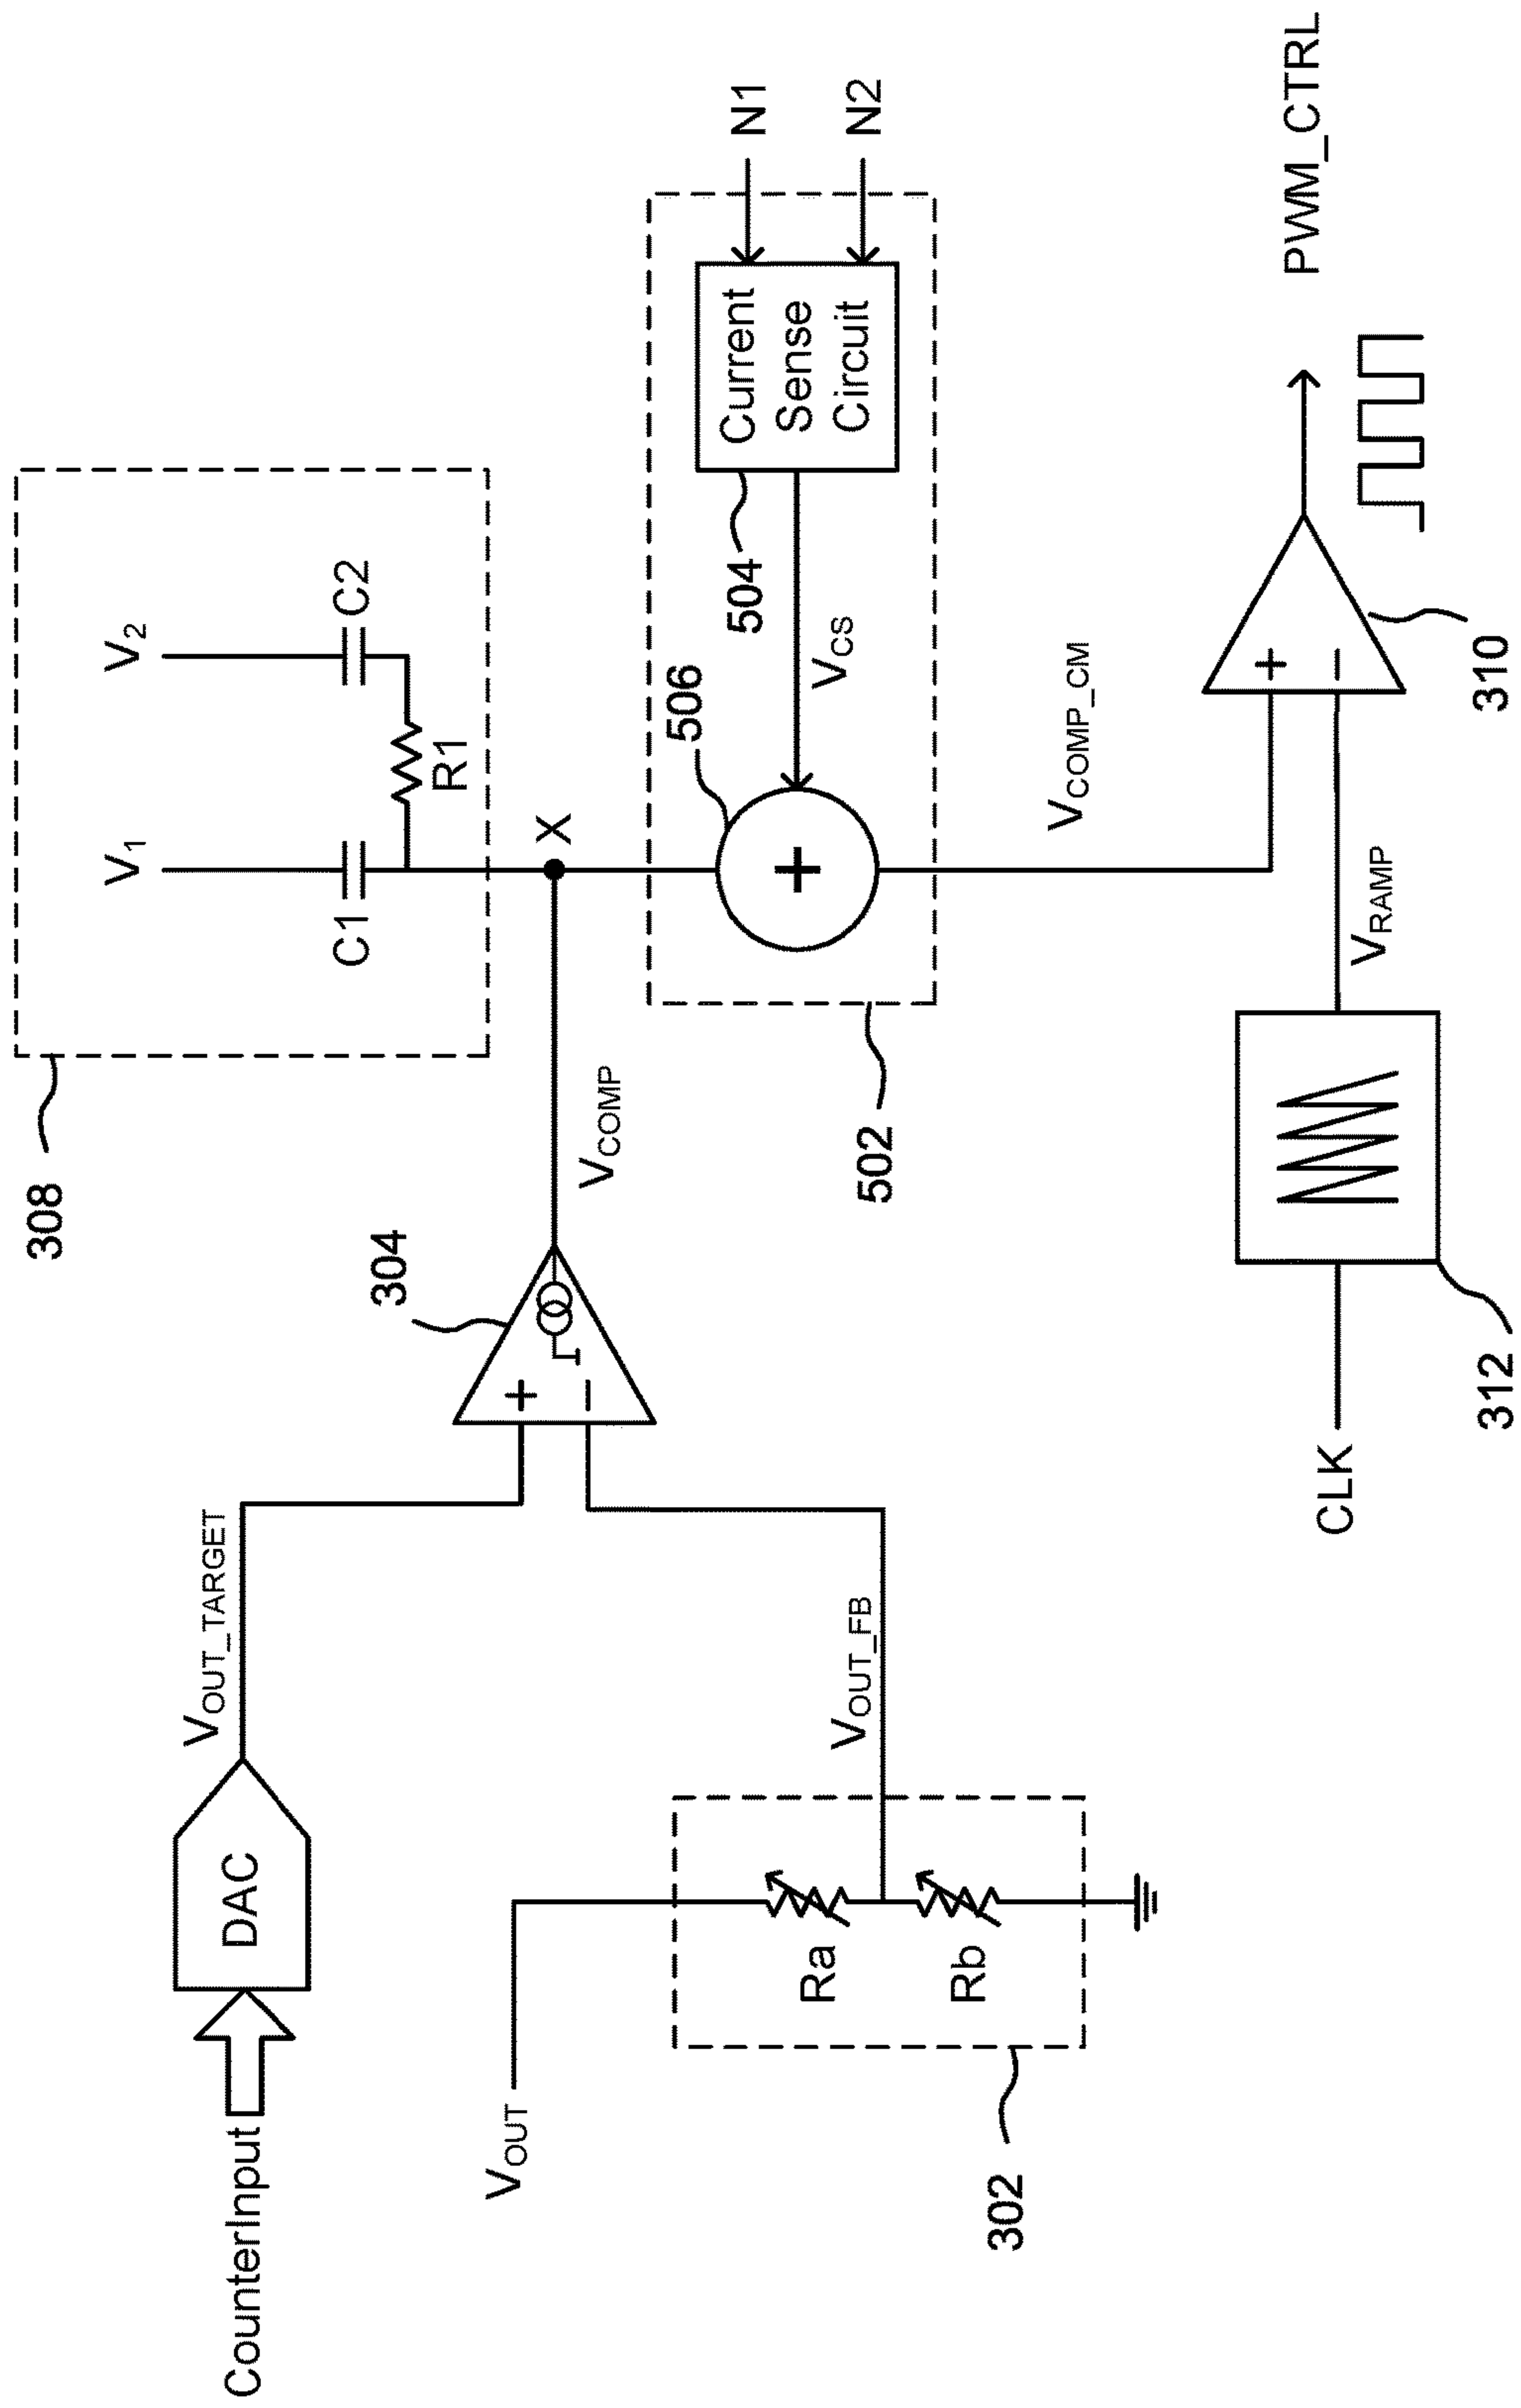 CounterInput
DAC
VOUT_TARGET
VOUT
302
Ra
Rb
VOUT_FB
304
+
−
VCOMP
308
V1
V2
C1
C2
R1
X
502
506
+
VCS
504
Current
Sense
Circuit
N1
N2
VCOMP_CM
CLK
312
VRAMP
+
−
310
PWM_CTRL